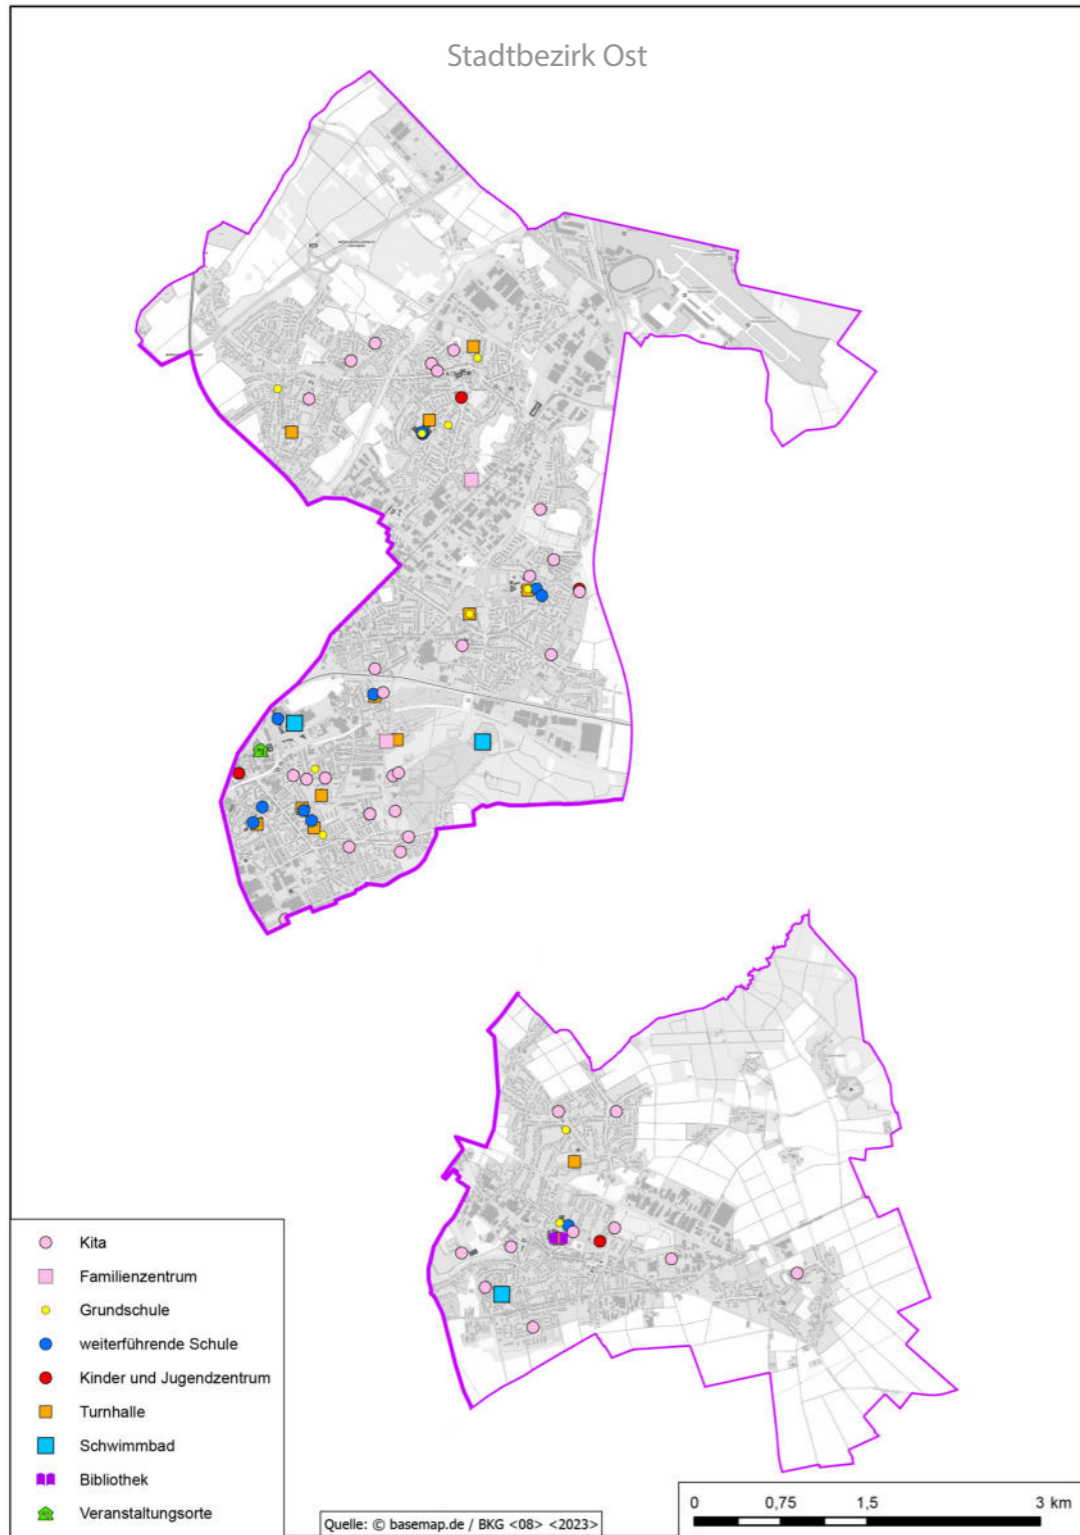 Stadtbezirk Ost
Kita
Familienzentrum
Grundschule
weiterführende Schule
Kinder und Jugendzentrum
Turnhalle
Schwimmbad
Bibliothek
Veranstaltungsorte
Quelle: © basemap.de / BKG <08> <2023>
0 0,75 1,5 3 km